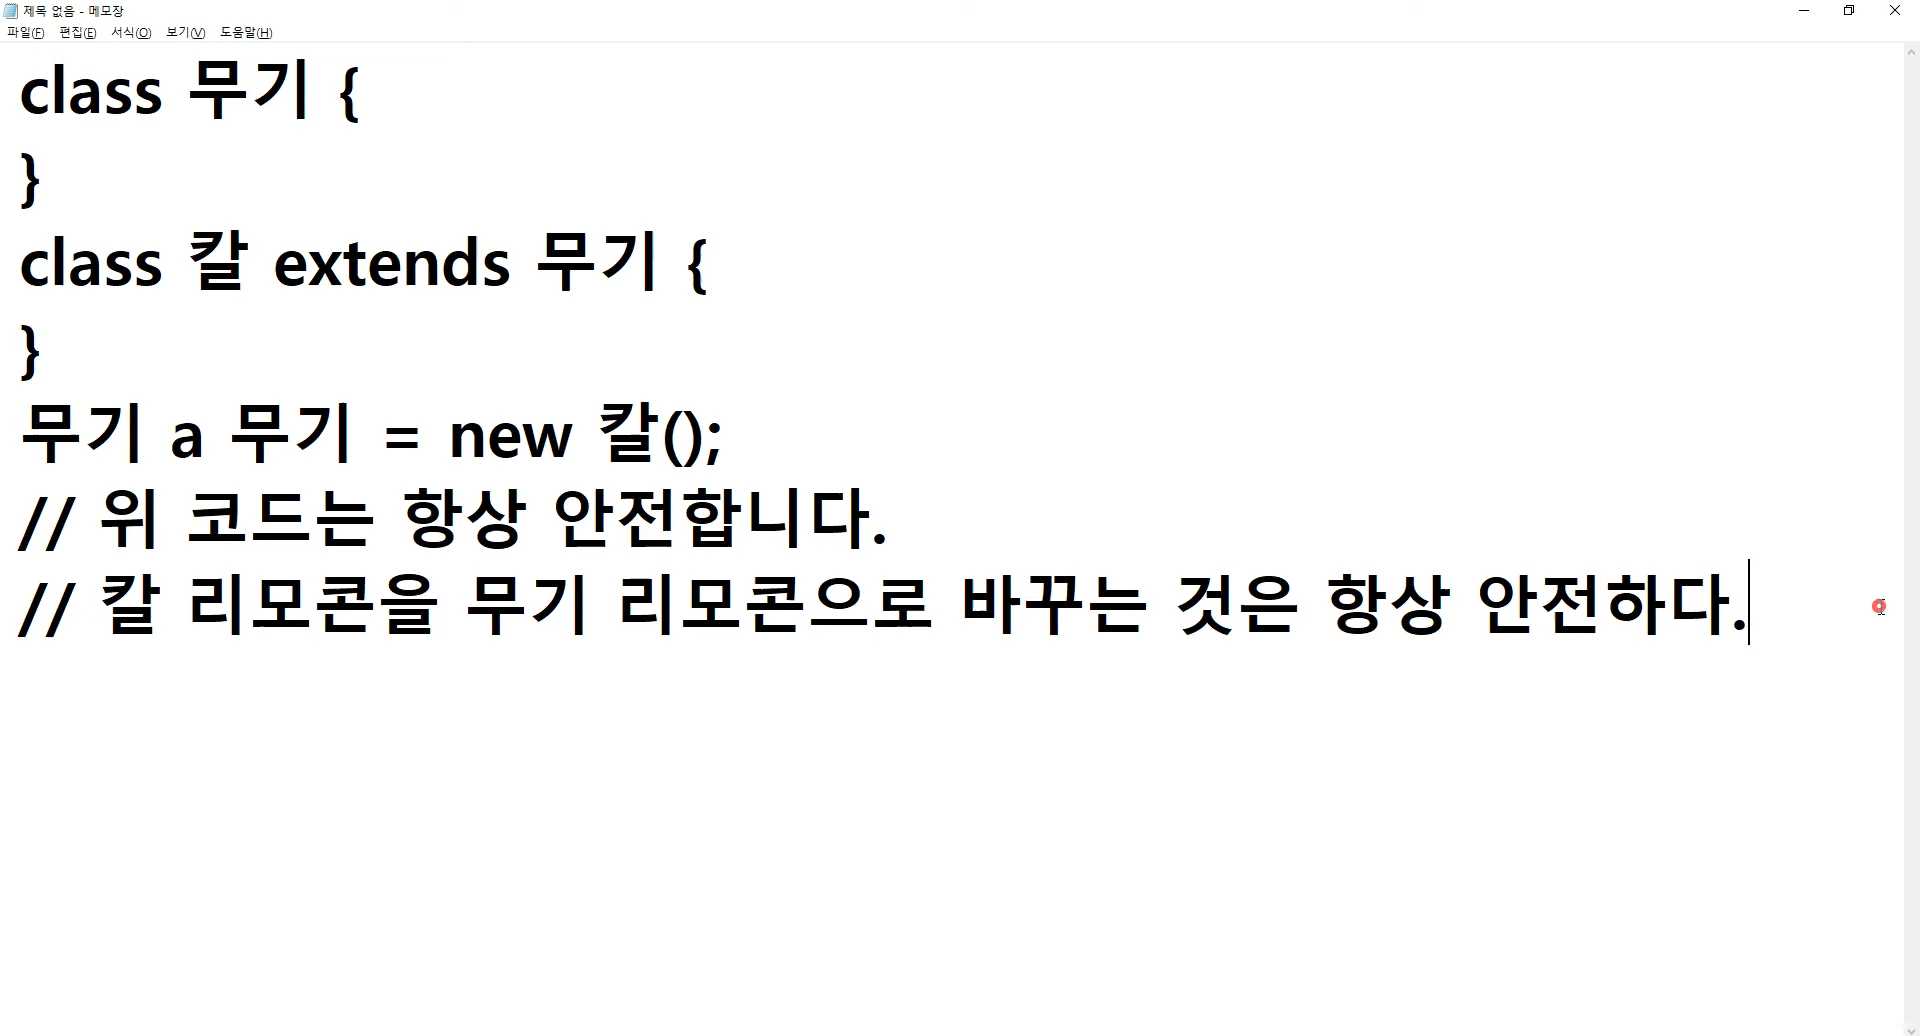 제목 없음 - 메모장
파일(F) 편집(E) 서식(O) 보기(V) 도움말(H)
class 무기 {
}
class 칼 extends 무기 {
}
무기 a 무기 = new 칼();
// 위 코드는 항상 안전합니다.
// 칼 리모콘을 무기 리모콘으로 바꾸는 것은 항상 안전하다.